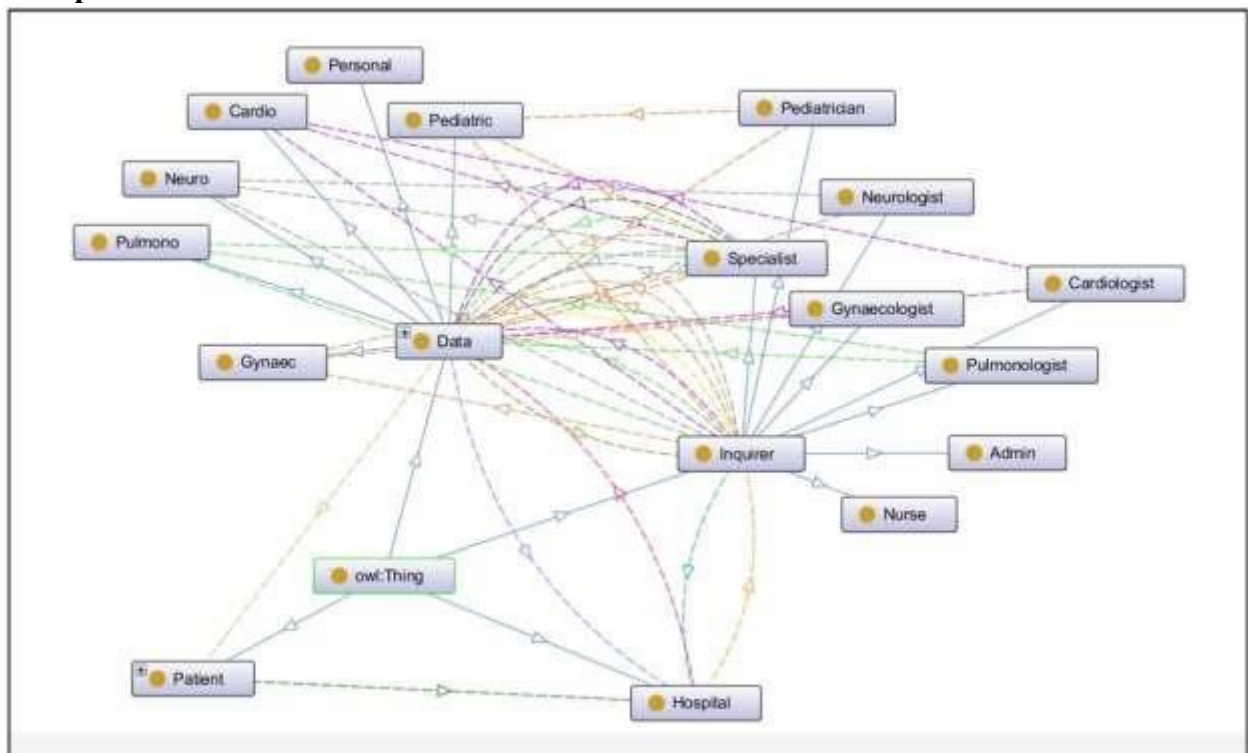 Personal
Cardio
Pediatric
Pediatrician
Neuro
Neurologist
Pulmono
Specialist
Cardiologist
Gynaecologist
Data
Gynaec
Pulmonologist
Inquirer
Admin
Nurse
owl:Thing
Patient
Hospital